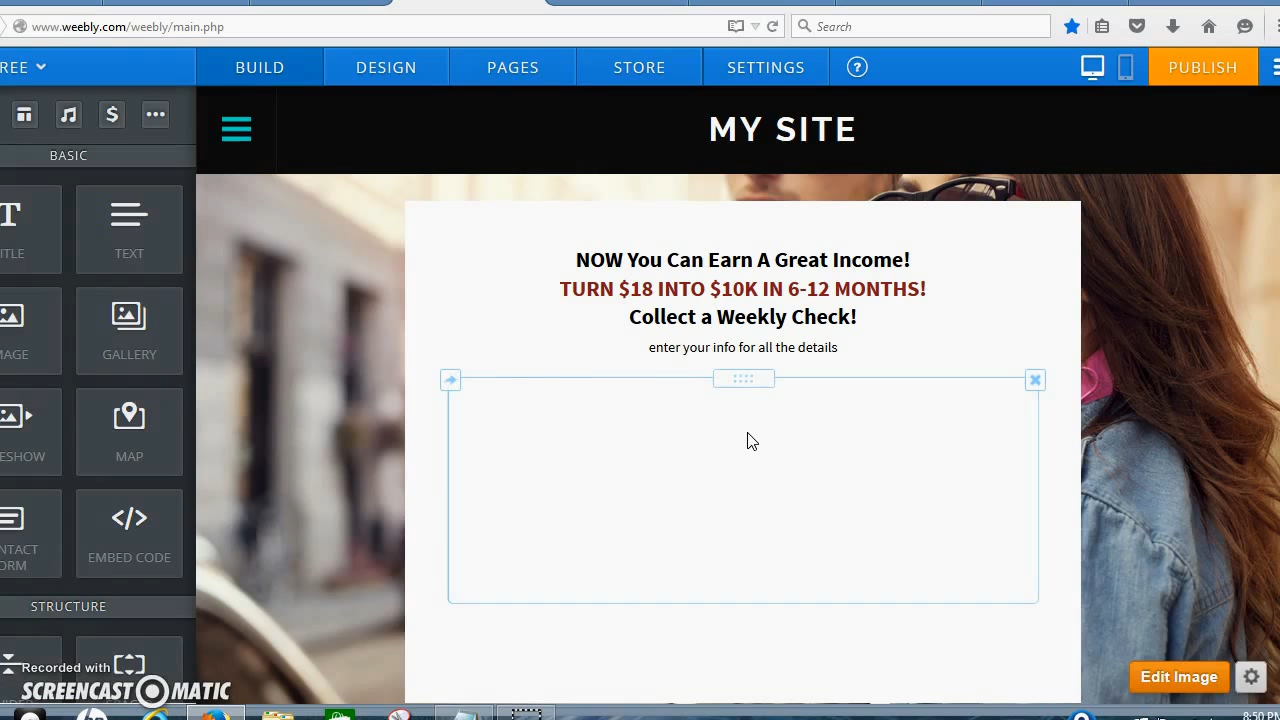 www.weebly.com/weebly/main.php
Search
REE
BUILD
DESIGN
PAGES
STORE
SETTINGS
?
PUBLISH
$
BASIC
MY SITE
T
ITLE
TEXT
MAGE
GALLERY
ESHOW
MAP
NTACT
ORM
</>
EMBED CODE
STRUCTURE
NOW You Can Earn A Great Income!
TURN $18 INTO $10K IN 6-12 MONTHS!
Collect a Weekly Check!
enter your info for all the details
Edit Image
Recorded with
SCREENCAST MATIC
8:50 PM